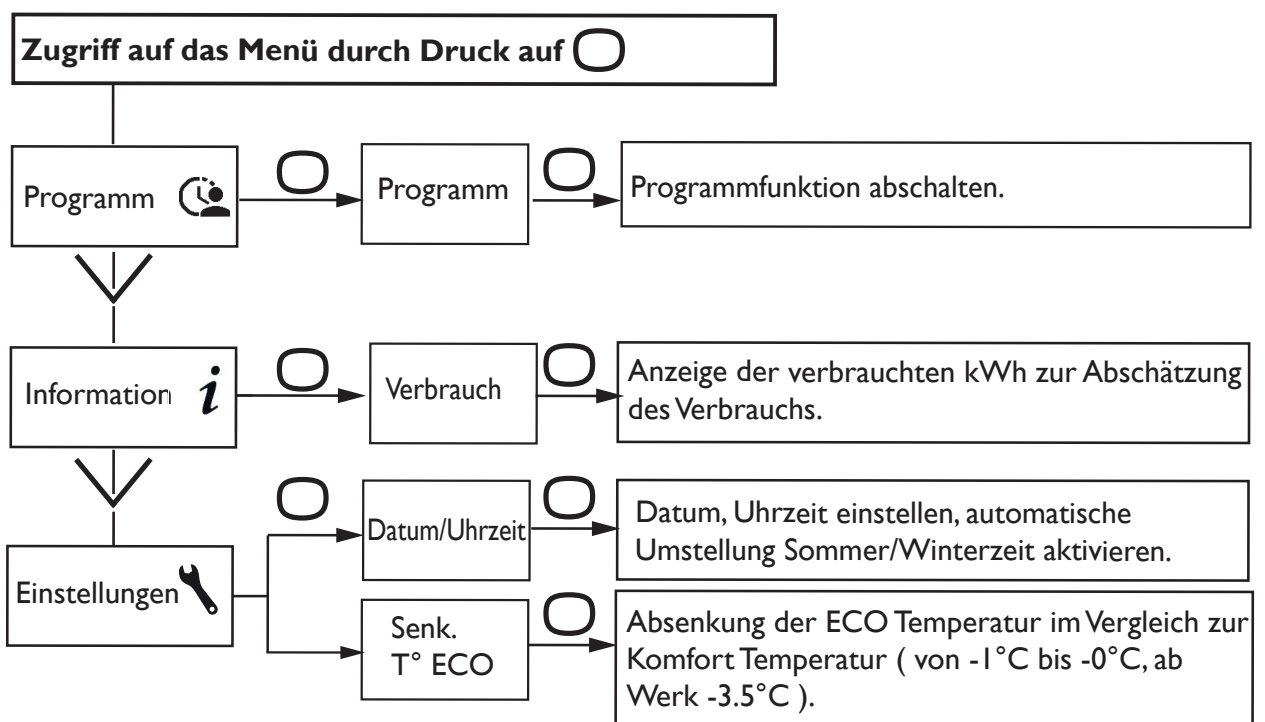 Zugriff auf das Menü durch Druck auf
Programm
Programm
Programmfunktion abschalten.
Information
Verbrauch
Anzeige der verbrauchten kWh zur Abschätzung
des Verbrauchs.
Einstellungen
Datum/Uhrzeit
Datum, Uhrzeit einstellen, automatische
Umstellung Sommer/Winterzeit aktivieren.
Senk.
T° ECO
Absenkung der ECO Temperatur im Vergleich zur
Komfort Temperatur ( von -1°C bis -0°C, ab
Werk -3.5°C ).